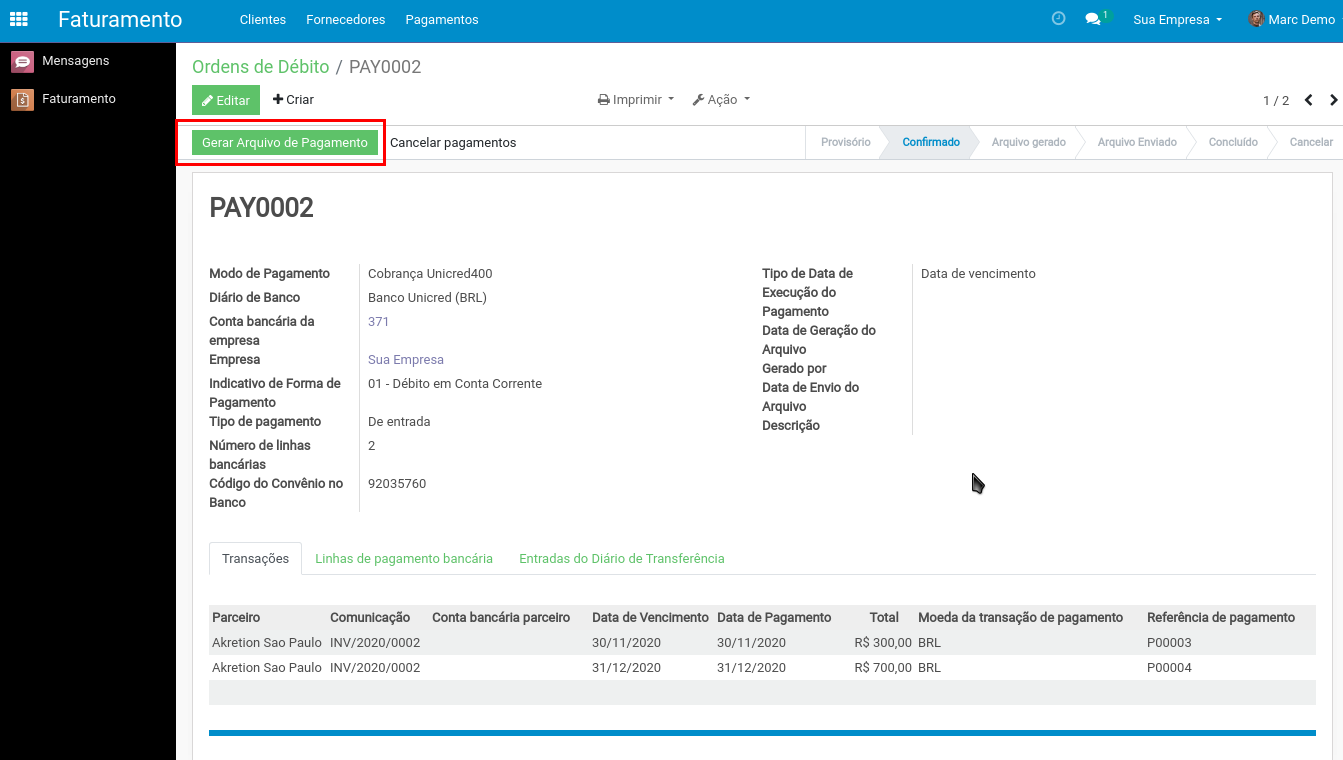 Faturamento Clientes Fornecedores Pagamentos 1 Sua Empresa Marc Demo
Mensagens
Faturamento
Ordens de Débito / PAY0002
Editar Criar Imprimir Ação 1 / 2
Gerar Arquivo de Pagamento Cancelar pagamentos Provisório Confirmado Arquivo gerado Arquivo Enviado Concluído Cancelar
PAY0002
Modo de Pagamento Cobrança Unicred400
Diário de Banco Banco Unicred (BRL)
Conta bancária da
empresa 371
Empresa Sua Empresa
Indicativo de Forma de
Pagamento 01 - Débito em Conta Corrente
Tipo de pagamento De entrada
Número de linhas
bancárias 2
Código do Convênio no
Banco 92035760
Tipo de Data de
Execução do
Pagamento Data de vencimento
Data de Geração do
Arquivo
Gerado por
Data de Envio do
Arquivo
Descrição
Transações Linhas de pagamento bancária Entradas do Diário de Transferência
Parceiro Comunicação Conta bancária parceiro Data de Vencimento Data de Pagamento Total Moeda da transação de pagamento Referência de pagamento
Akretion Sao Paulo INV/2020/0002 30/11/2020 30/11/2020 R$ 300,00 BRL P00003
Akretion Sao Paulo INV/2020/0002 31/12/2020 31/12/2020 R$ 700,00 BRL P00004